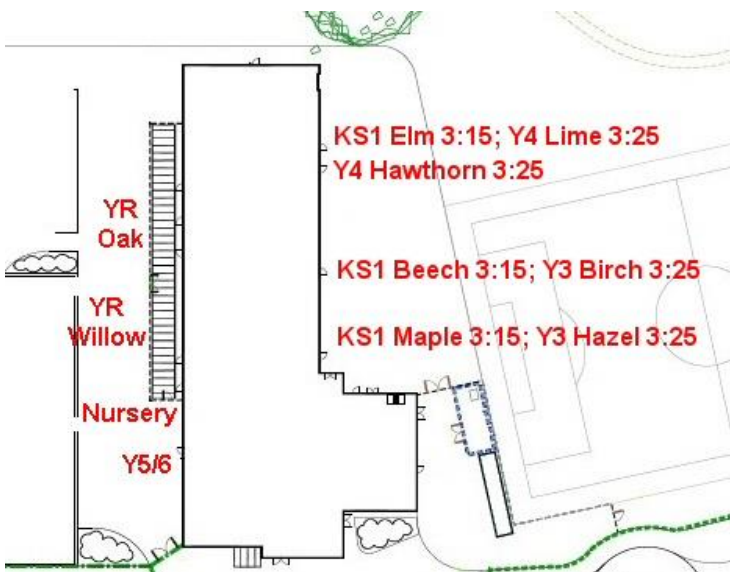 KS1 Elm 3:15; Y4 Lime 3:25
Y4 Hawthorn 3:25
YR
Oak
KS1 Beech 3:15; Y3 Birch 3:25
YR
Willow
KS1 Maple 3:15; Y3 Hazel 3:25
Nursery
Y5/6